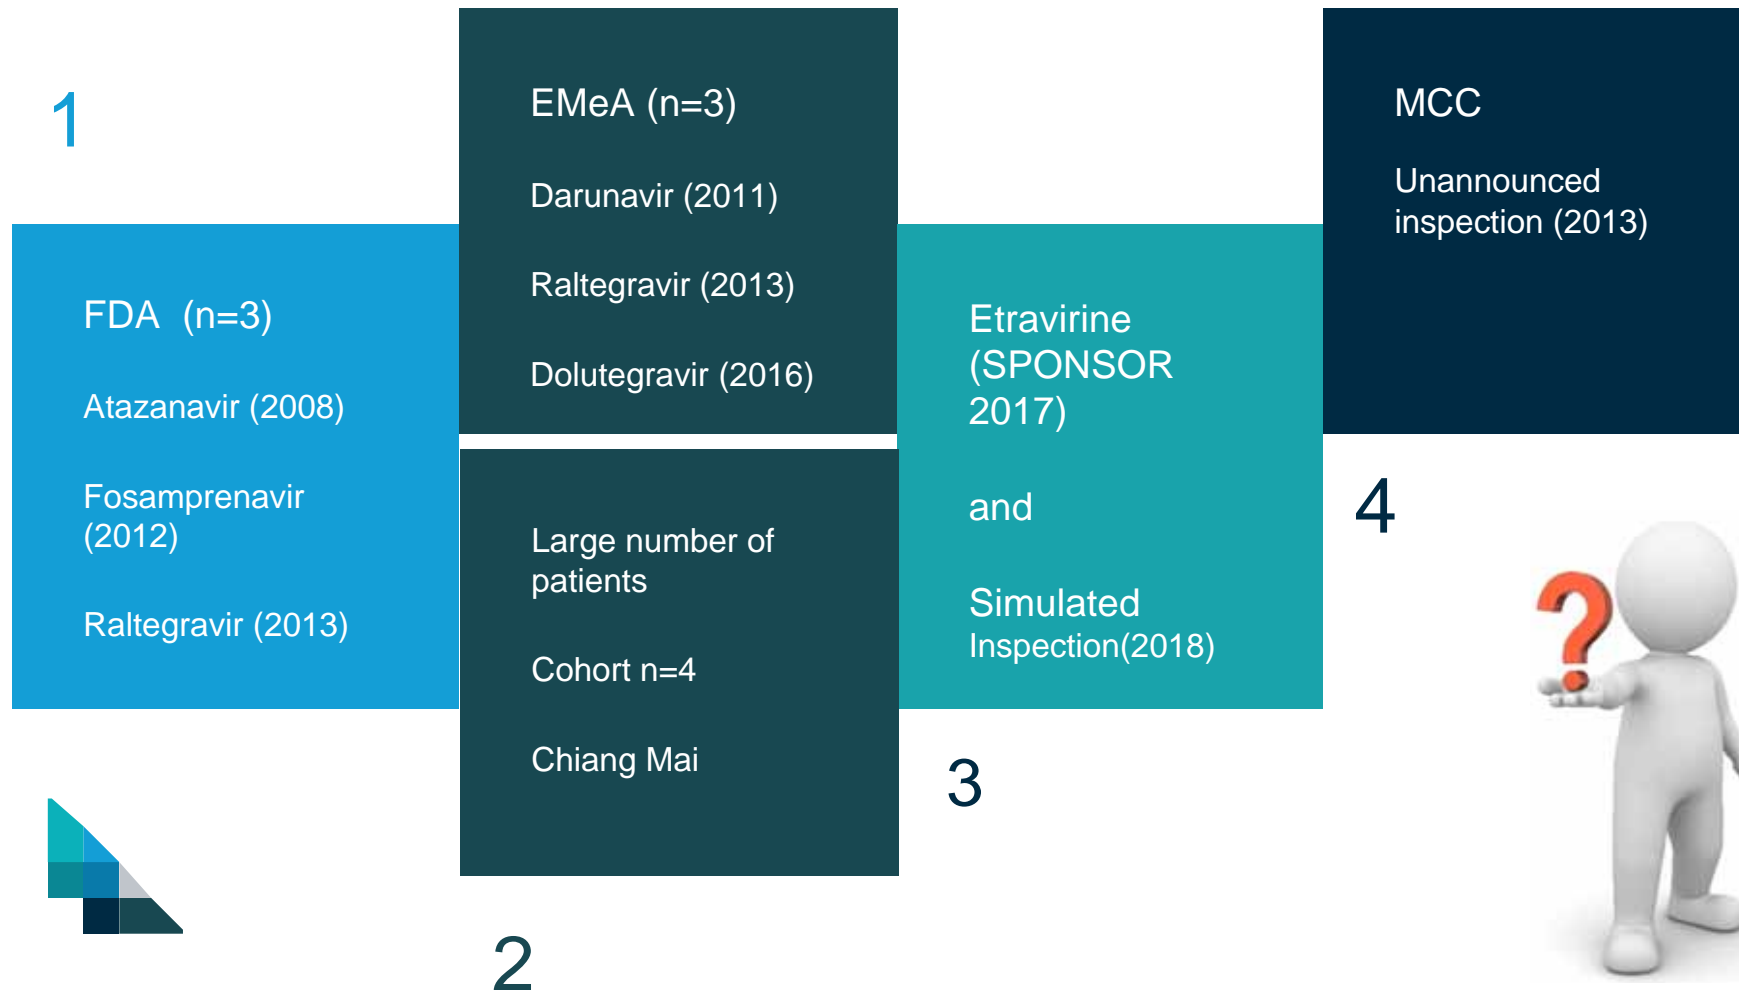 1
FDA (n=3)
Atazanavir (2008)
Fosamprenavir
(2012)
Raltegravir (2013)
EMeA (n=3)
Darunavir (2011)
Raltegravir (2013)
Dolutegravir (2016)
Large number of
patients
Cohort n=4
Chiang Mai
2
Etravirine
(SPONSOR
2017)
and
Simulated
Inspection(2018)
3
MCC
Unannounced
inspection (2013)
4
?